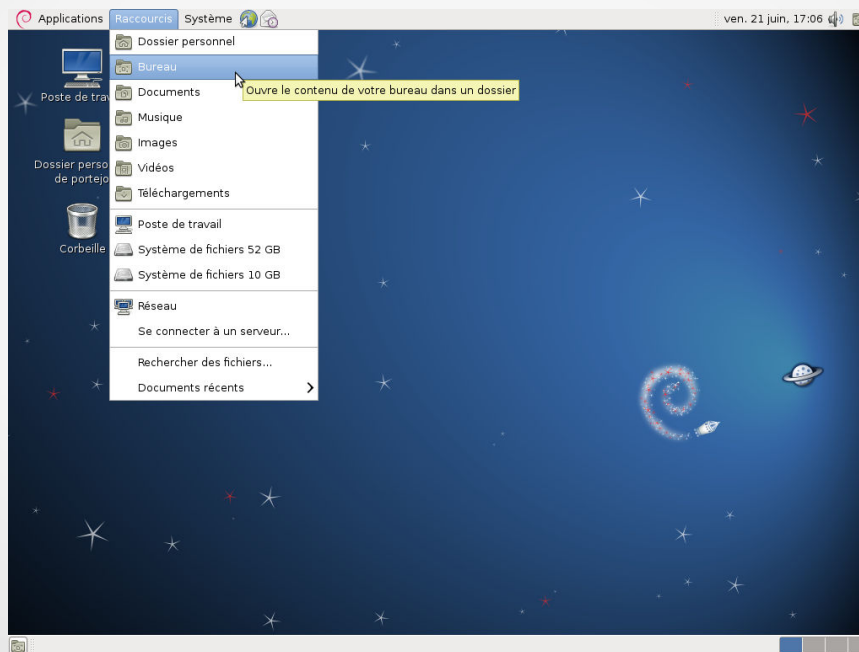 Applications Raccourcis Système
ven. 21 juin, 17:06
Dossier personnel
Bureau
Ouvre le contenu de votre bureau dans un dossier
Documents
Musique
Images
Vidéos
Téléchargements
Poste de travail
Système de fichiers 52 GB
Système de fichiers 10 GB
Réseau
Se connecter à un serveur...
Rechercher des fichiers...
Documents récents
Poste de trav
Dossier perso
de portejo
Corbeille